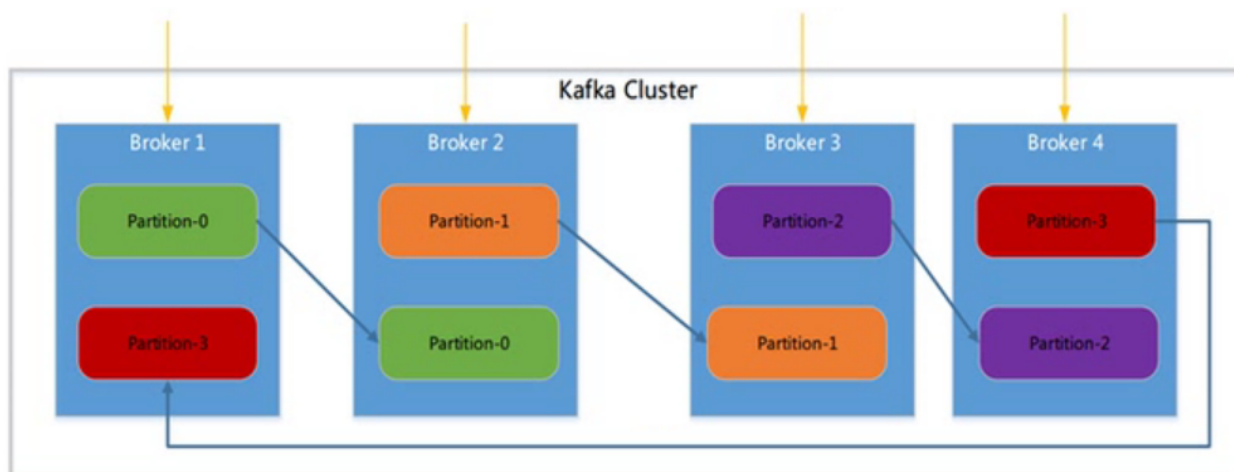 Kafka Cluster
Broker 1
Broker 2
Broker 3
Broker 4
Partition-0
Partition-1
Partition-2
Partition-3
Partition-3
Partition-0
Partition-1
Partition-2